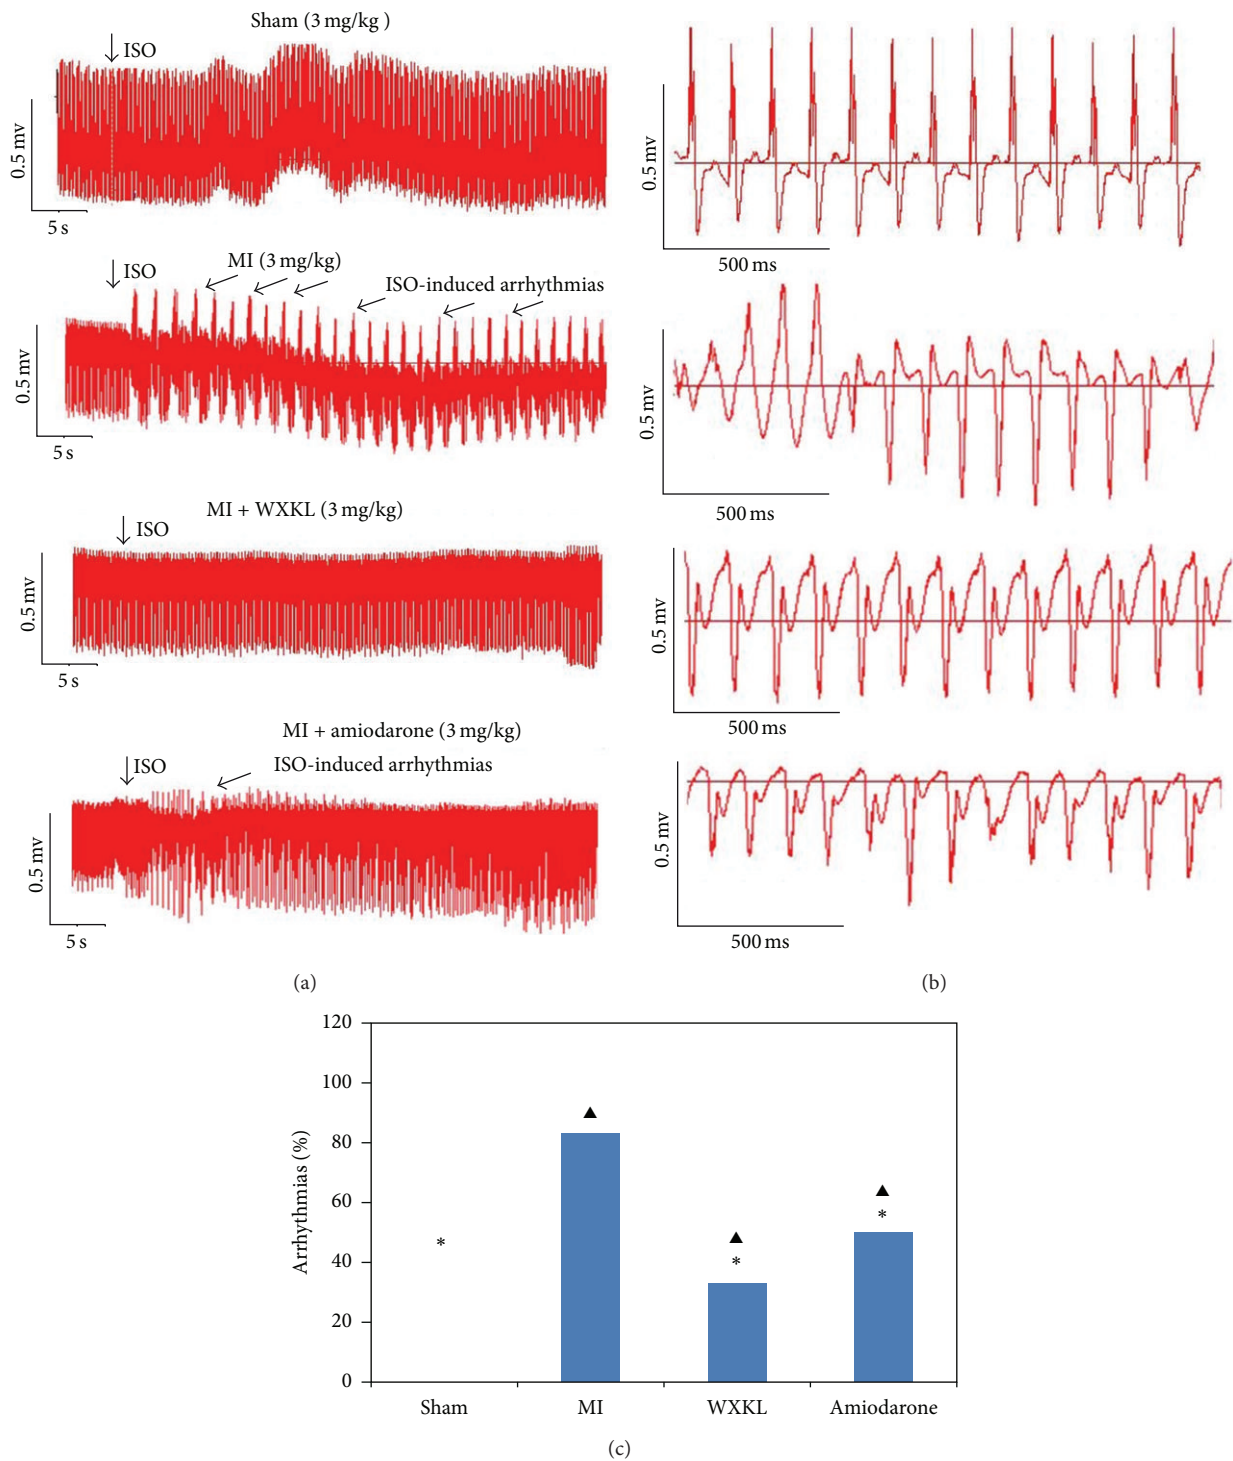 Sham (3 mg/kg )
ISO
0.5 mv
5 s
0.5 mv
500 ms
MI (3 mg/kg)
ISO
ISO-induced arrhythmias
0.5 mv
5 s
0.5 mv
500 ms
MI + WXKL (3 mg/kg)
ISO
0.5 mv
5 s
0.5 mv
500 ms
MI + amiodarone (3 mg/kg)
ISO
ISO-induced arrhythmias
0.5 mv
5 s
0.5 mv
500 ms
(a)
(b)
Arrhythmias (%)
120
100
80
60
40
20
0
▲
*
▲
*
▲
*
Sham
MI
WXKL
Amiodarone
(c)